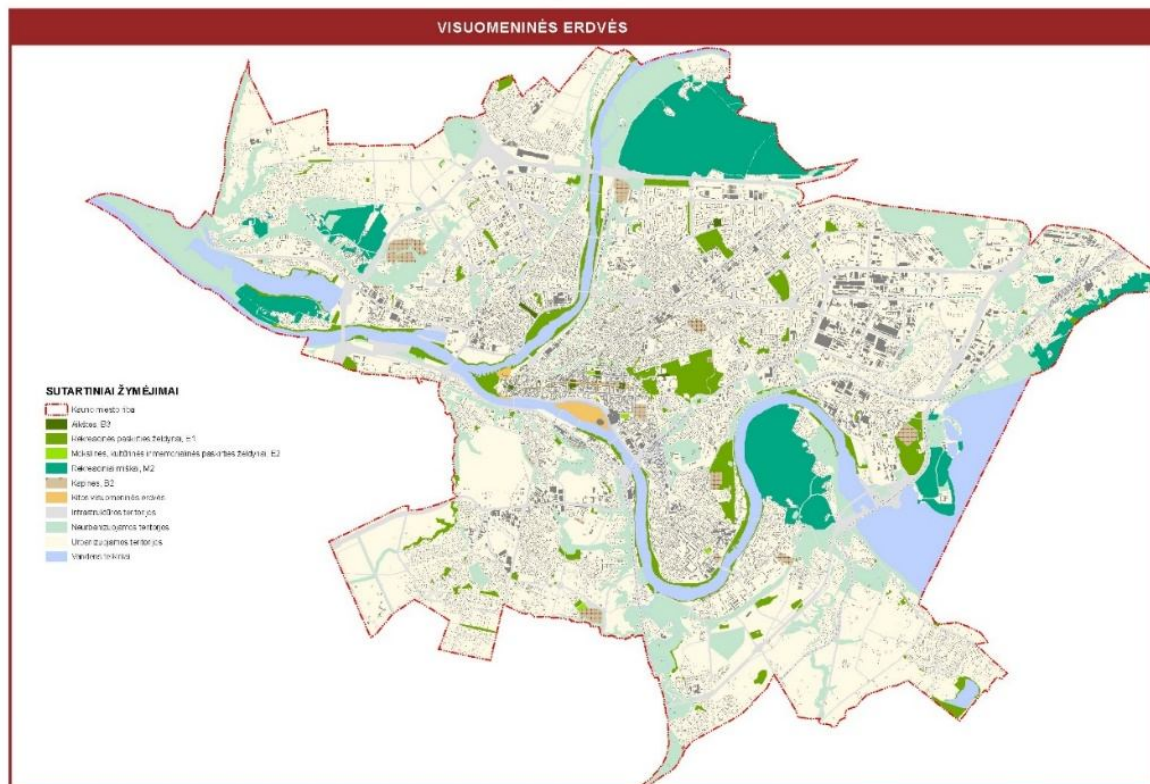 VISUOMENINĖS ERDVĖS
SUTARTINIAI ŽYMĖJIMAI
Kauno miesto riba
Aikštės, B3
Rekreacinės paskirties želdynai, E1
Mokslinės, kultūrinės ir memorialinės paskirties želdynai, E2
Rekreaciniai miškai, M2
Kapinės, B2
Kitos visuomeninės erdvės
Infrastruktūros teritorijos
Neurbanizuojamos teritorijos
Urbanizuojamos teritorijos
Vandens telkiniai